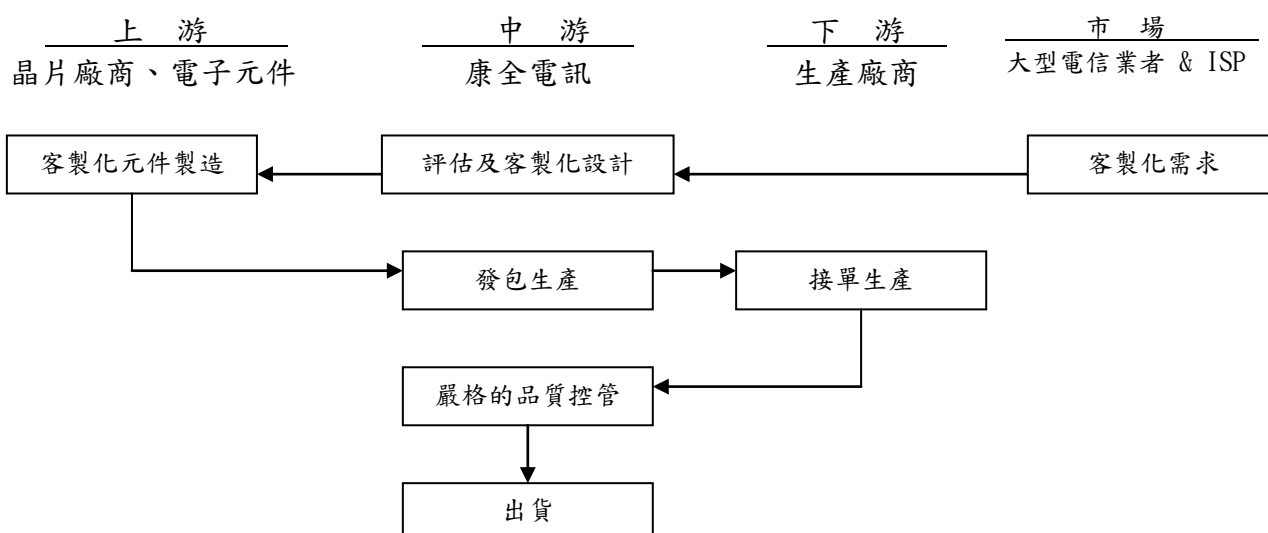 上 游
中 游
下 游
市 場
晶片廠商、電子元件
康全電訊
生產廠商
大型電信業者 & ISP
客製化元件製造
評估及客製化設計
客製化需求
發包生產
接單生產
嚴格的品質控管
出貨